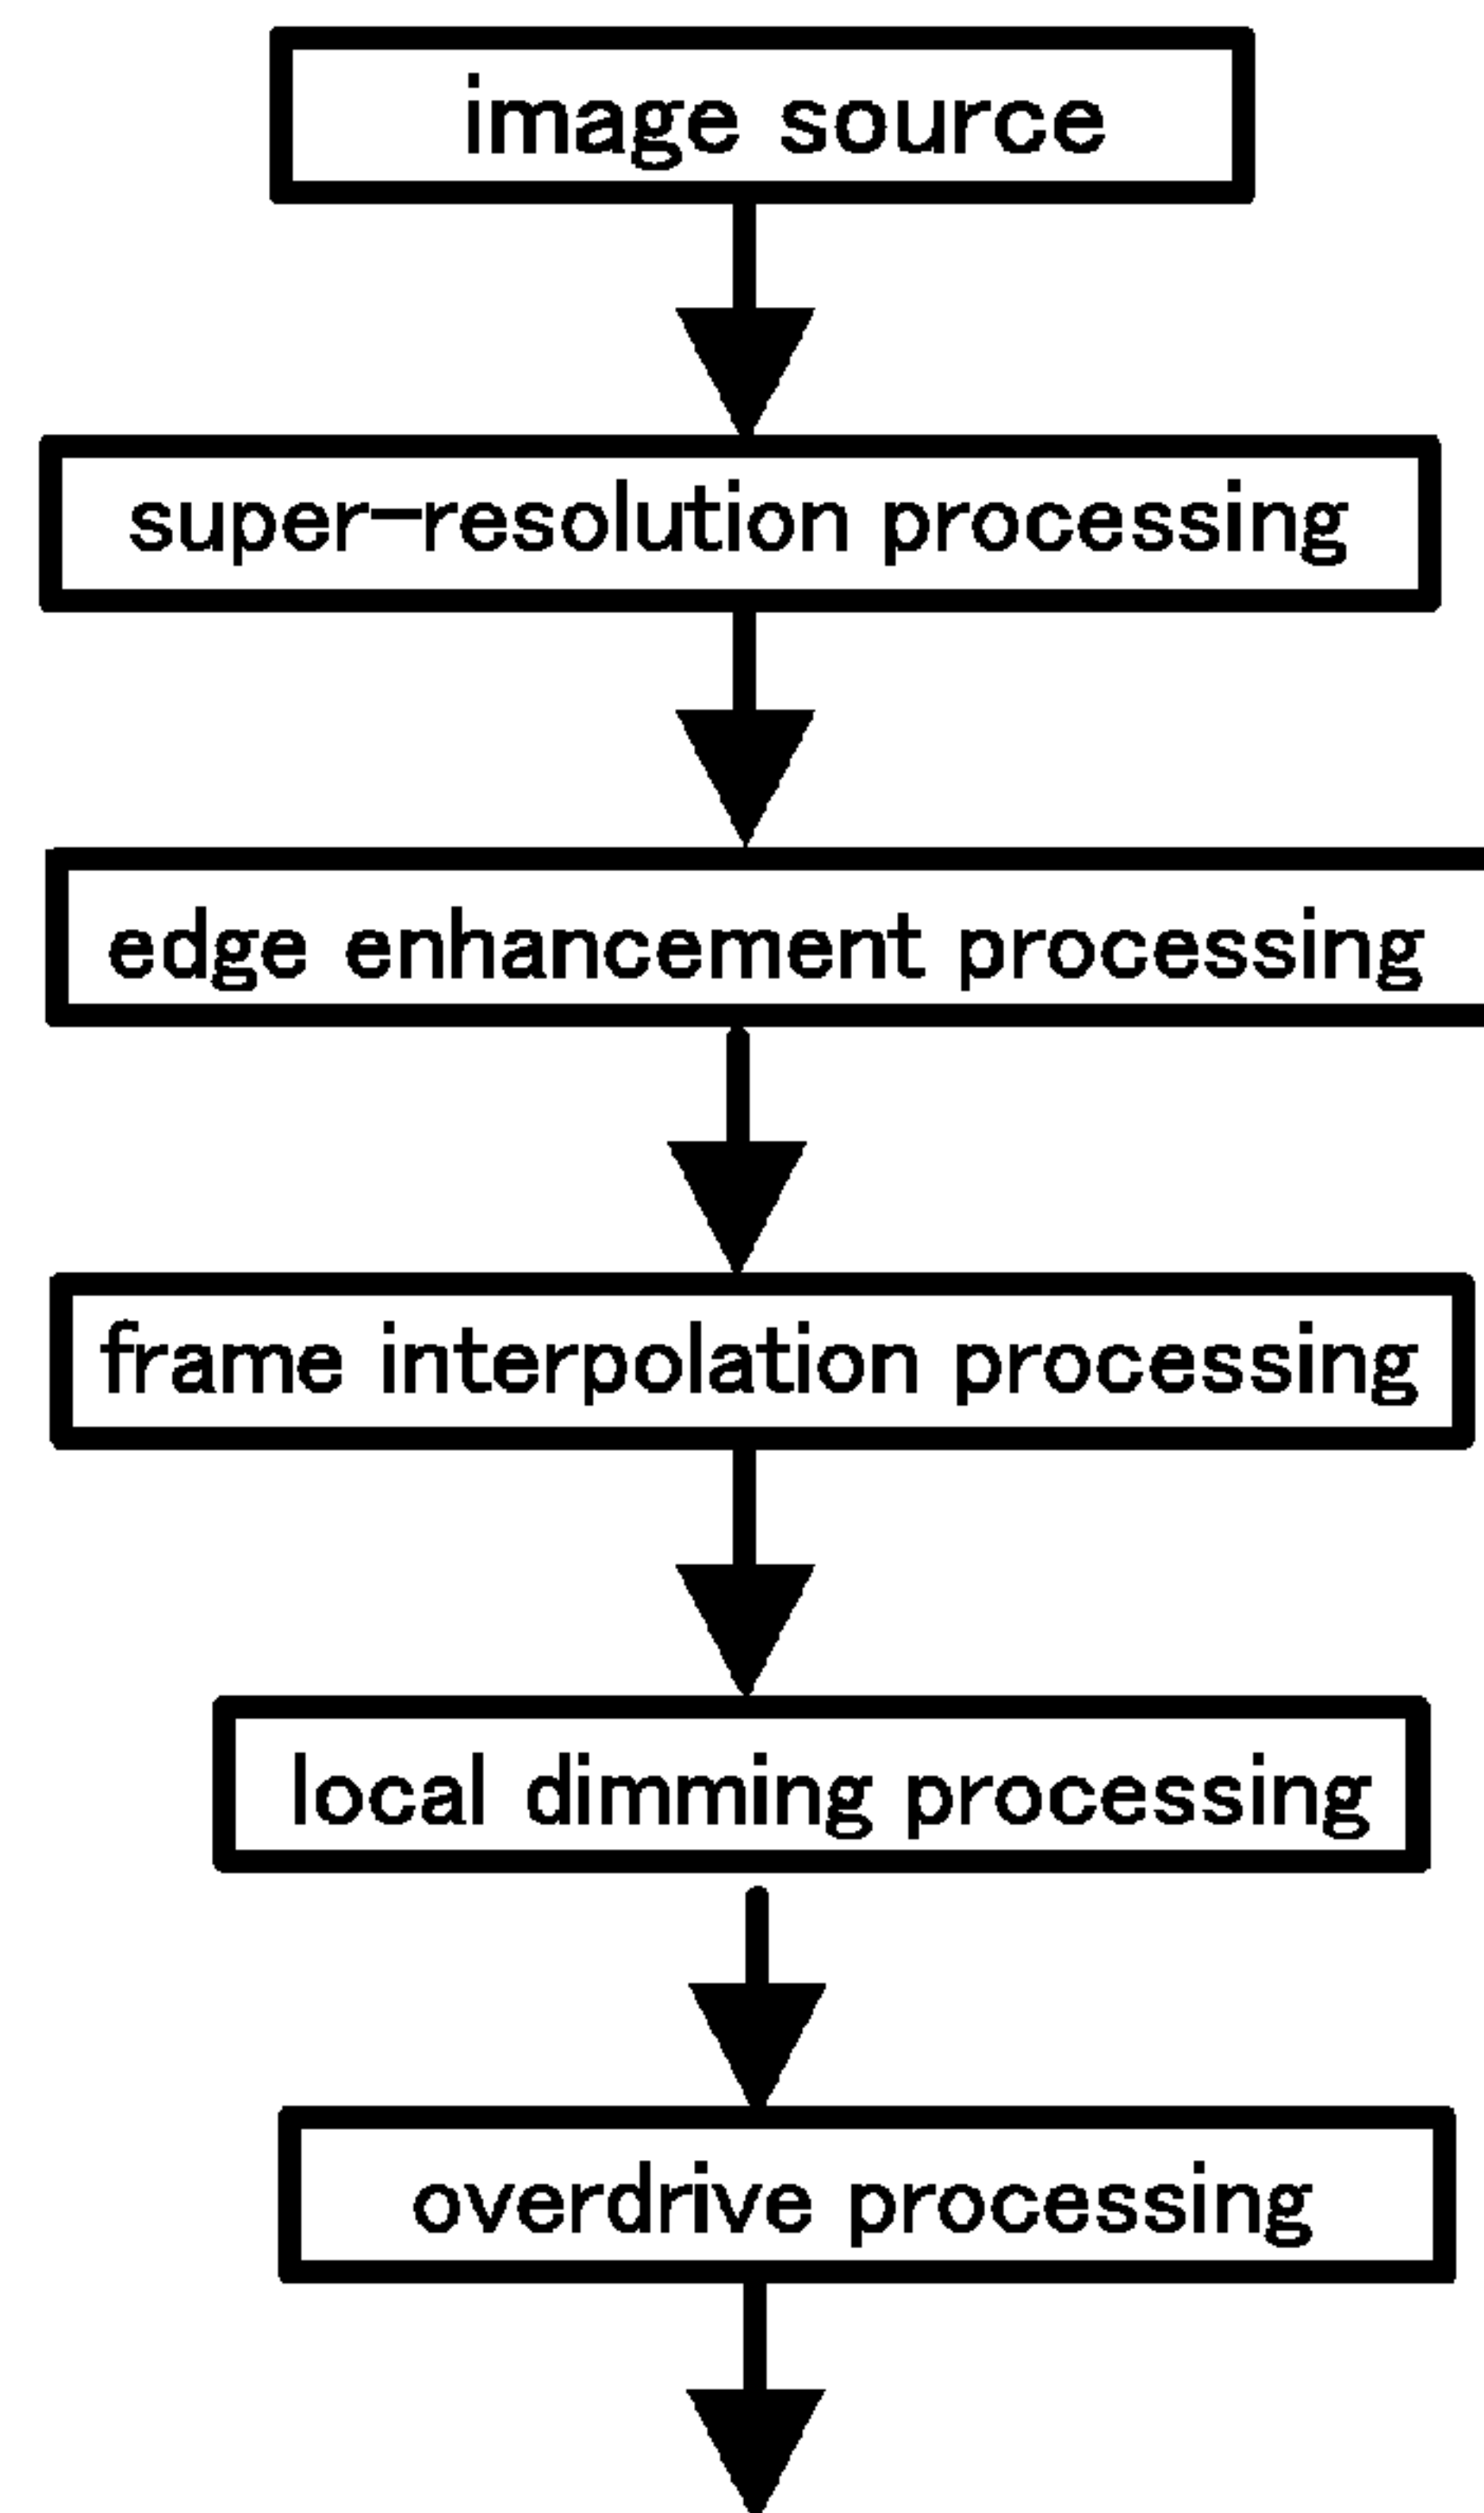 image source
super-resolution processing
edge enhancement processing
frame interpolation processing
local dimming processing
overdrive processing